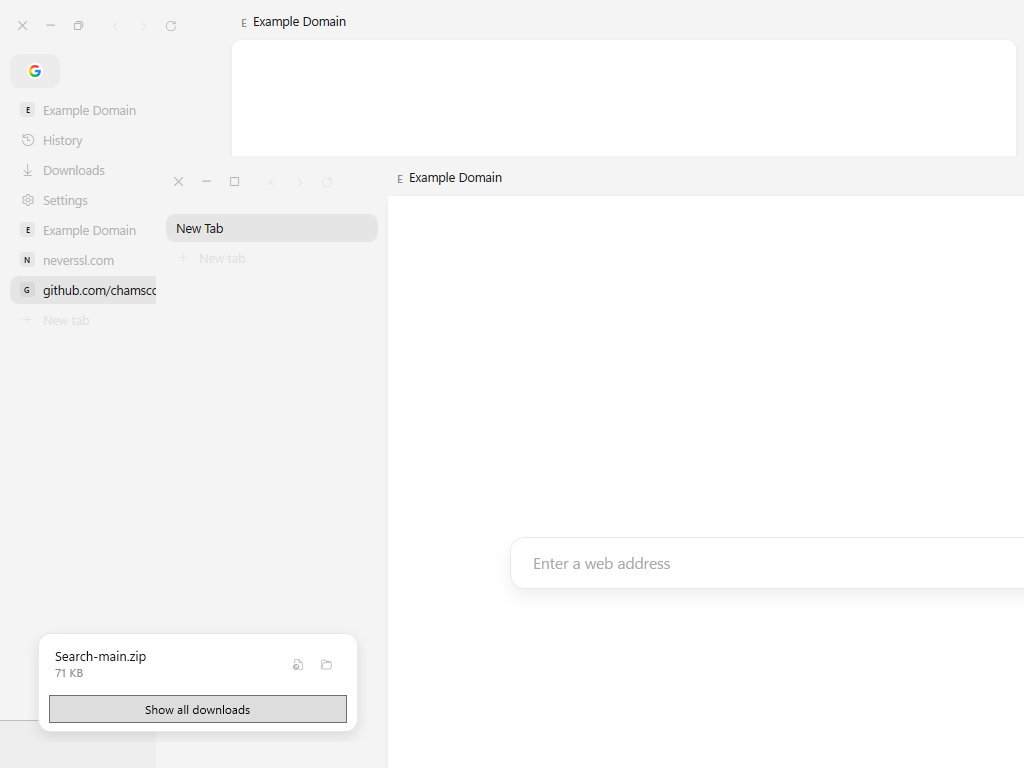 E Example Domain
E Example Domain
History
Downloads
Settings
E Example Domain
N neverssl.com
G github.com/chamscc
+ New tab
E Example Domain
New Tab
+ New tab
Enter a web address
Search-main.zip
71 KB
Show all downloads